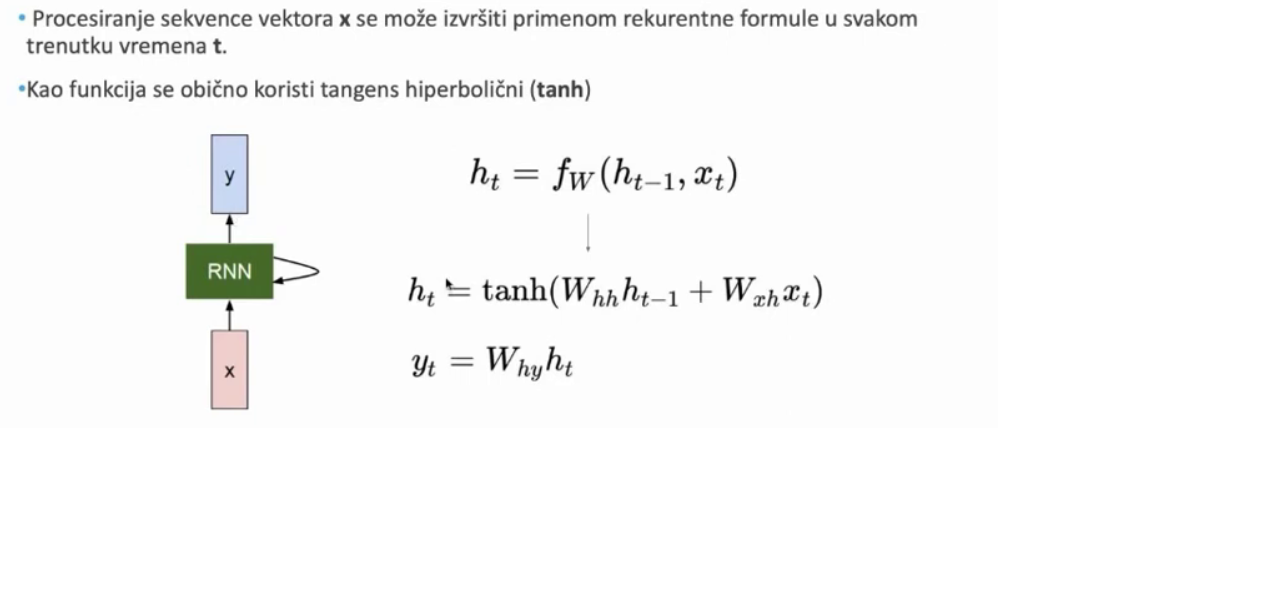 • Procesiranje sekvence vektora x se može izvršiti primenom rekurentne formule u svakom
trenutku vremena t.
•Kao funkcija se obično koristi tangens hiperbolični (tanh)
y
h_t = f_W(h_{t−1}, x_t)
RNN
h_t = tanh(W_{hh}h_{t−1} + W_{xh}x_t)
y_t = W_{hy}h_t
x